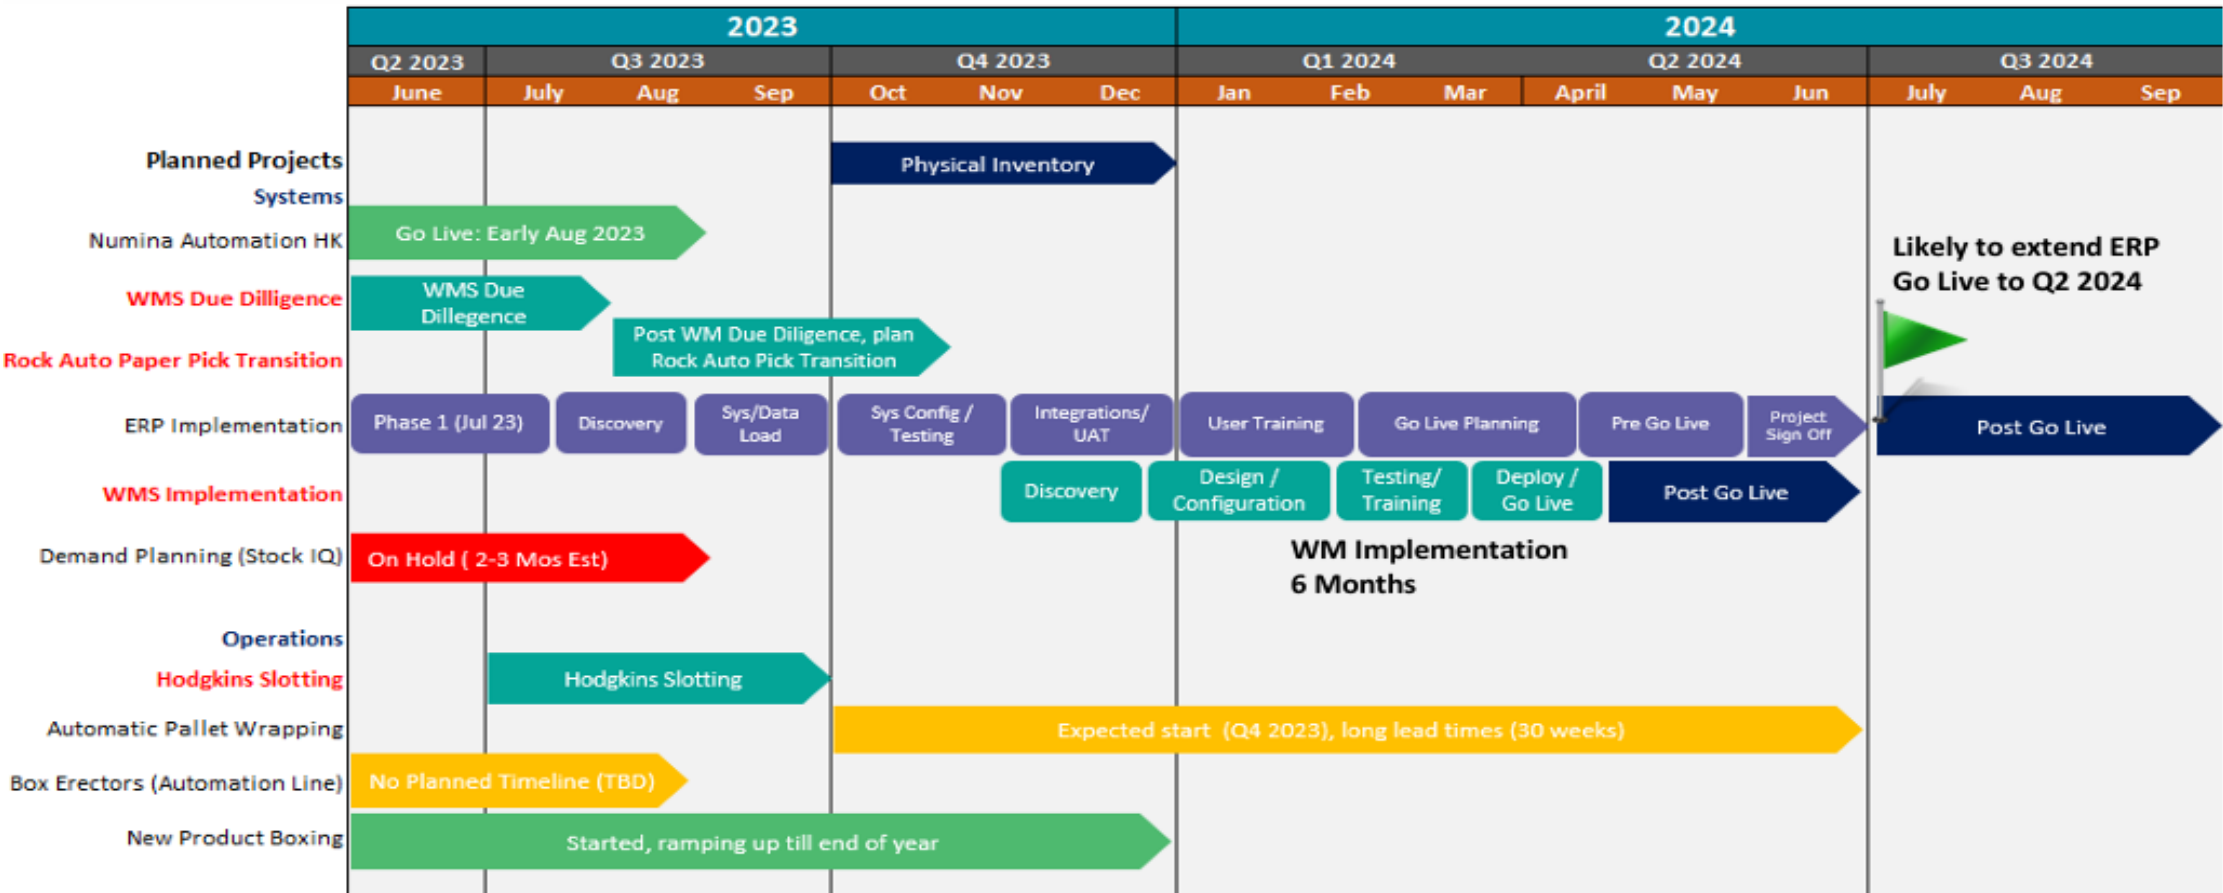 2023
2024
Q2 2023
Q3 2023
Q4 2023
Q1 2024
Q2 2024
Q3 2024
June
July
Aug
Sep
Oct
Nov
Dec
Jan
Feb
Mar
April
May
Jun
July
Aug
Sep
Planned Projects
Physical Inventory
Systems
Numina Automation HK
Go Live: Early Aug 2023
Likely to extend ERP
Go Live to Q2 2024
WMS Due Dilligence
WMS Due
Dillegence
Rock Auto Paper Pick Transition
Post WM Due Diligence, plan
Rock Auto Pick Transition
ERP Implementation
Phase 1 (Jul 23)
Discovery
Sys/Data
Load
Sys Config /
Testing
Integrations/
UAT
User Training
Go Live Planning
Pre Go Live
Project
Sign Off
Post Go Live
WMS Implementation
Discovery
Design /
Configuration
Testing/
Training
Deploy /
Go Live
Post Go Live
WM Implementation
6 Months
Demand Planning (Stock IQ)
On Hold ( 2-3 Mos Est)
Operations
Hodgkins Slotting
Hodgkins Slotting
Automatic Pallet Wrapping
Expected start (Q4 2023), long lead times (30 weeks)
Box Erectors (Automation Line)
No Planned Timeline (TBD)
New Product Boxing
Started, ramping up till end of year